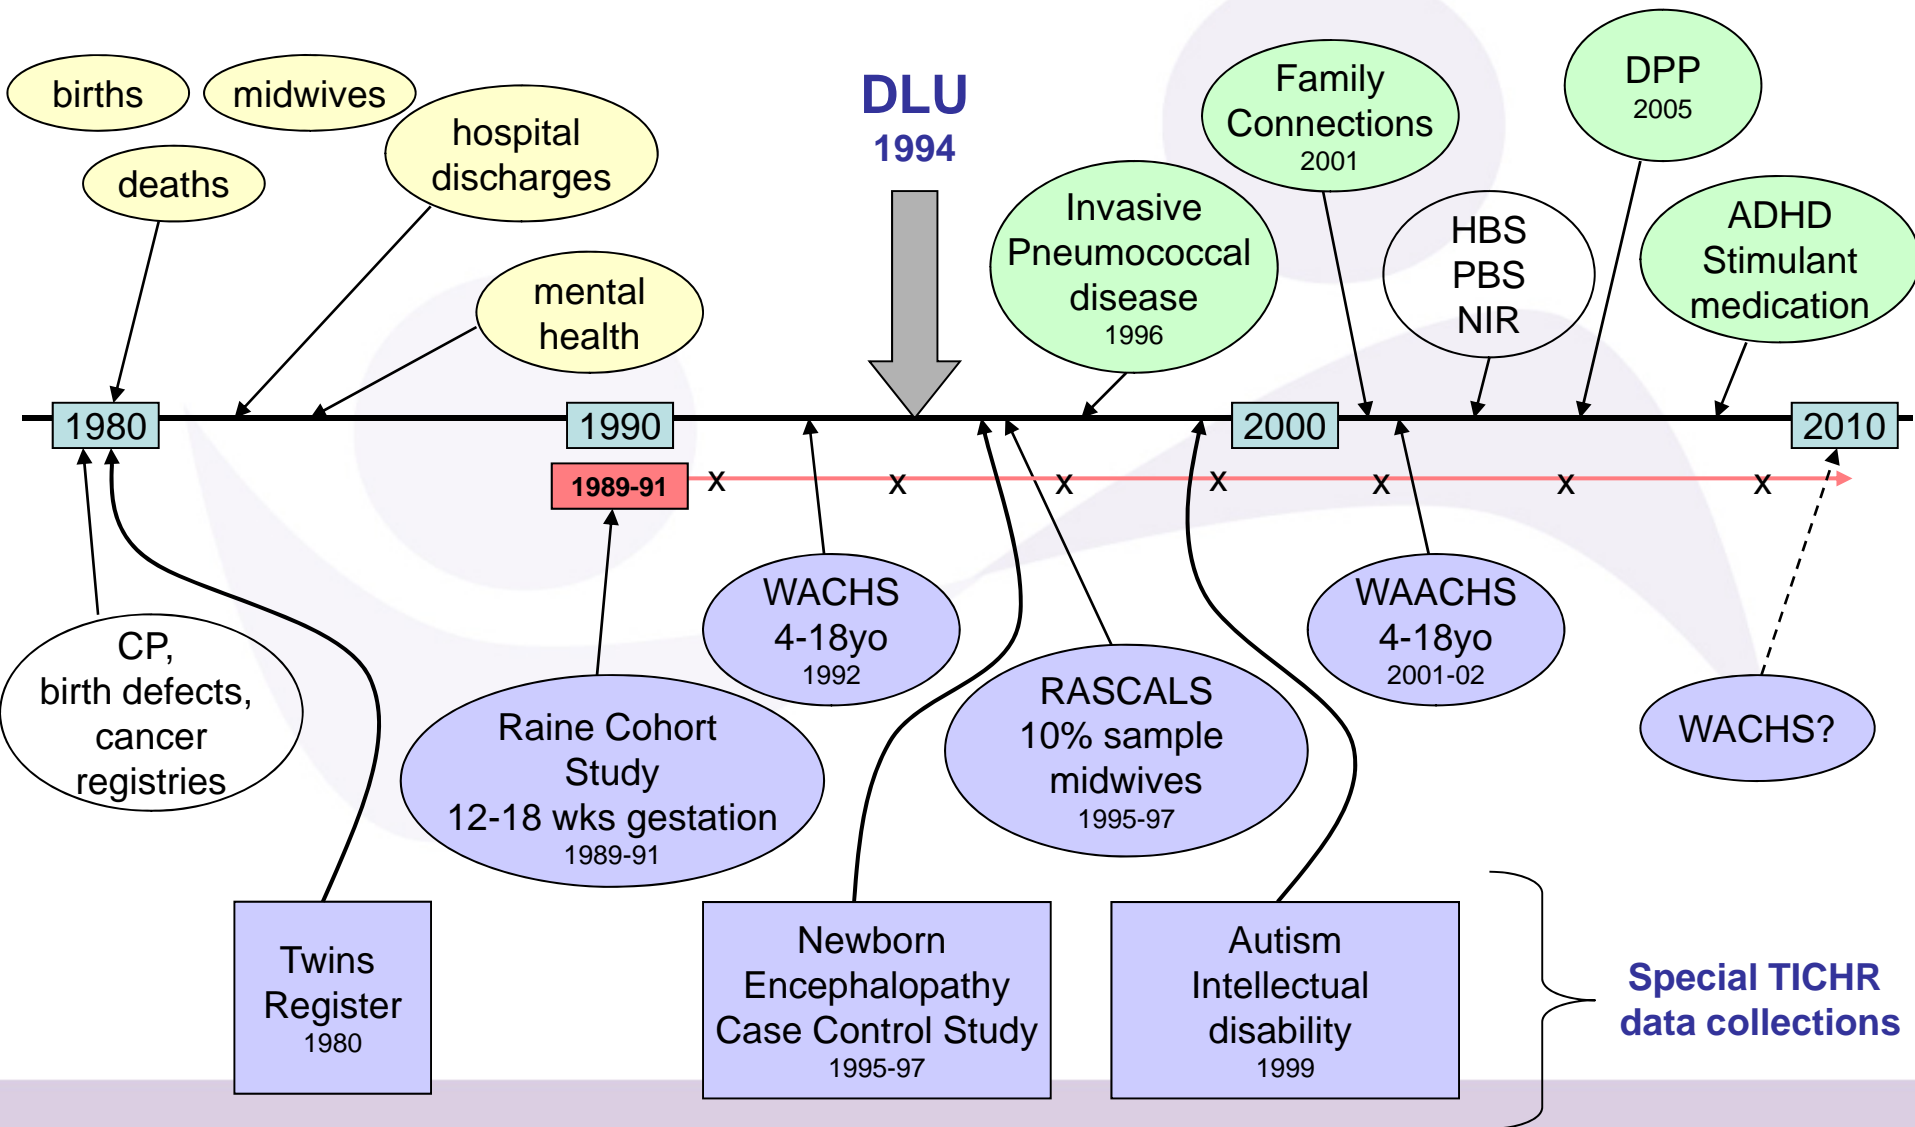 births
midwives
hospital
discharges
deaths
mental
health
DLU
1994
Invasive
Pneumococcal
disease
1996
Family
Connections
2001
HBS
PBS
NIR
DPP
2005
ADHD
Stimulant
medication
1980
1990
2000
2010
1989-91
x x x x x x x
CP,
birth defects,
cancer
registries
Raine Cohort
Study
12-18 wks gestation
1989-91
WACHS
4-18yo
1992
RASCALS
10% sample
midwives
1995-97
WAACHS
4-18yo
2001-02
WACHS?
Twins
Register
1980
Newborn
Encephalopathy
Case Control Study
1995-97
Autism
Intellectual
disability
1999
Special TICHR
data collections